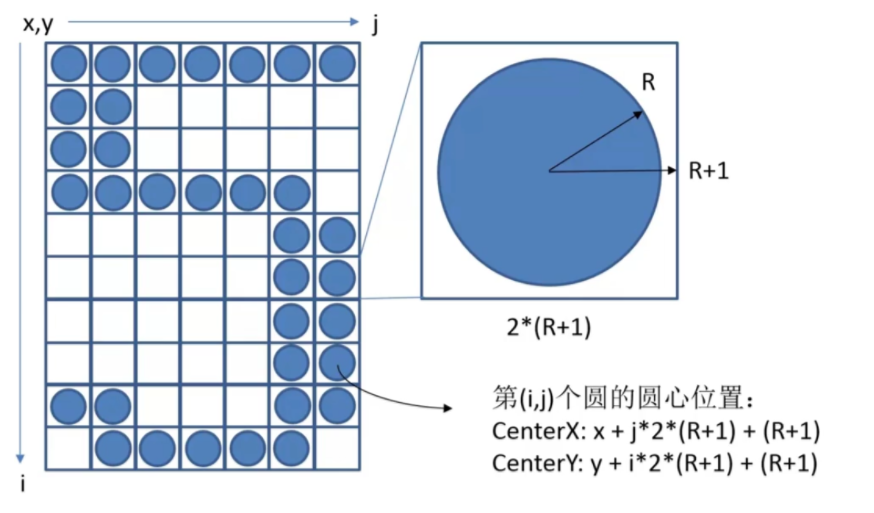 x,y
j
R
R+1
2*(R+1)
第(i,j)个圆的圆心位置：
CenterX: x + j*2*(R+1) + (R+1)
CenterY: y + i*2*(R+1) + (R+1)
i